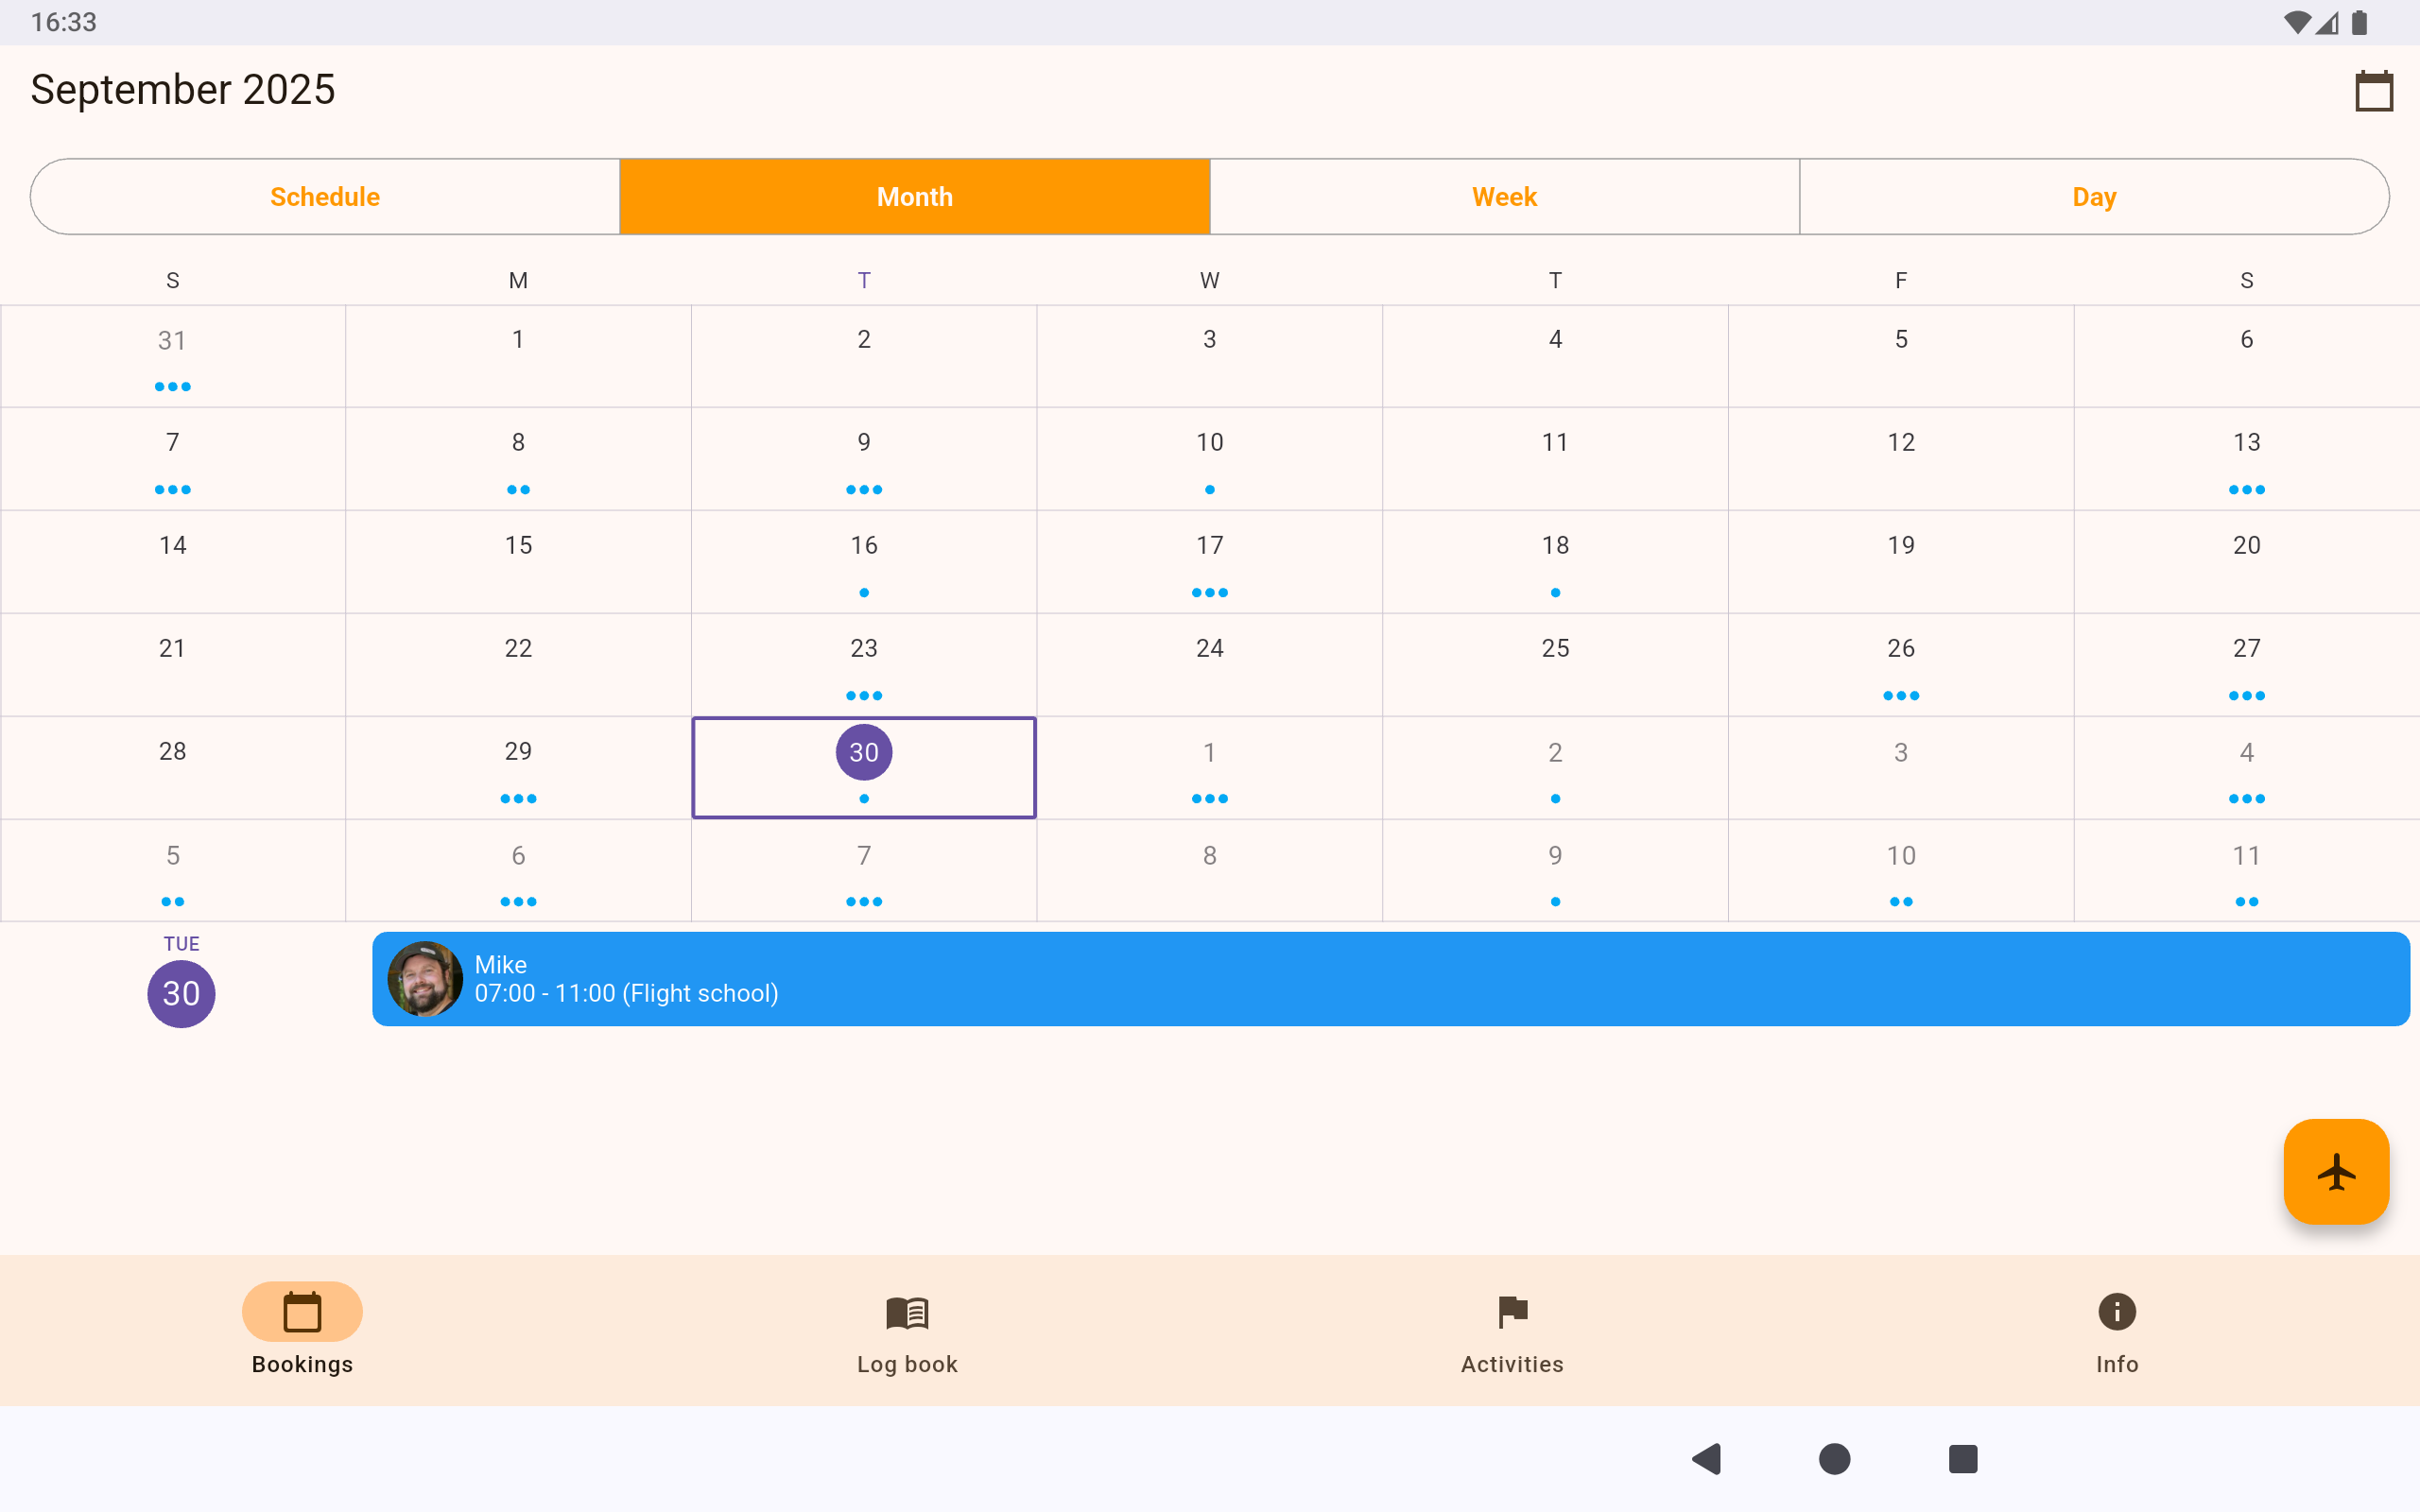 16:33
September 2025
Schedule Month Week Day
S M T W T F S
31 1 2 3 4 5 6
7 8 9 10 11 12 13
14 15 16 17 18 19 20
21 22 23 24 25 26 27
28 29 30 1 2 3 4
5 6 7 8 9 10 11
TUE
30
Mike
07:00 - 11:00 (Flight school)
Bookings Log book Activities Info